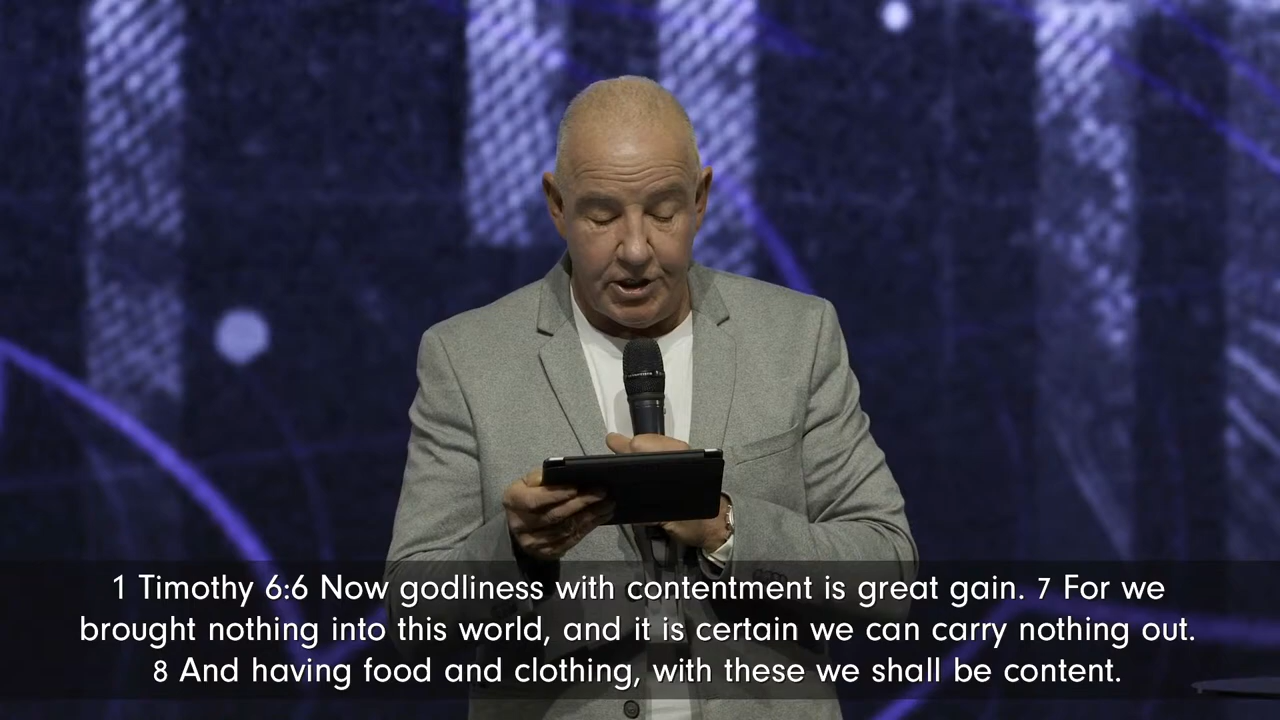 1 Timothy 6:6 Now godliness with contentment is great gain. 7 For we
brought nothing into this world, and it is certain we can carry nothing out.
8 And having food and clothing, with these we shall be content.